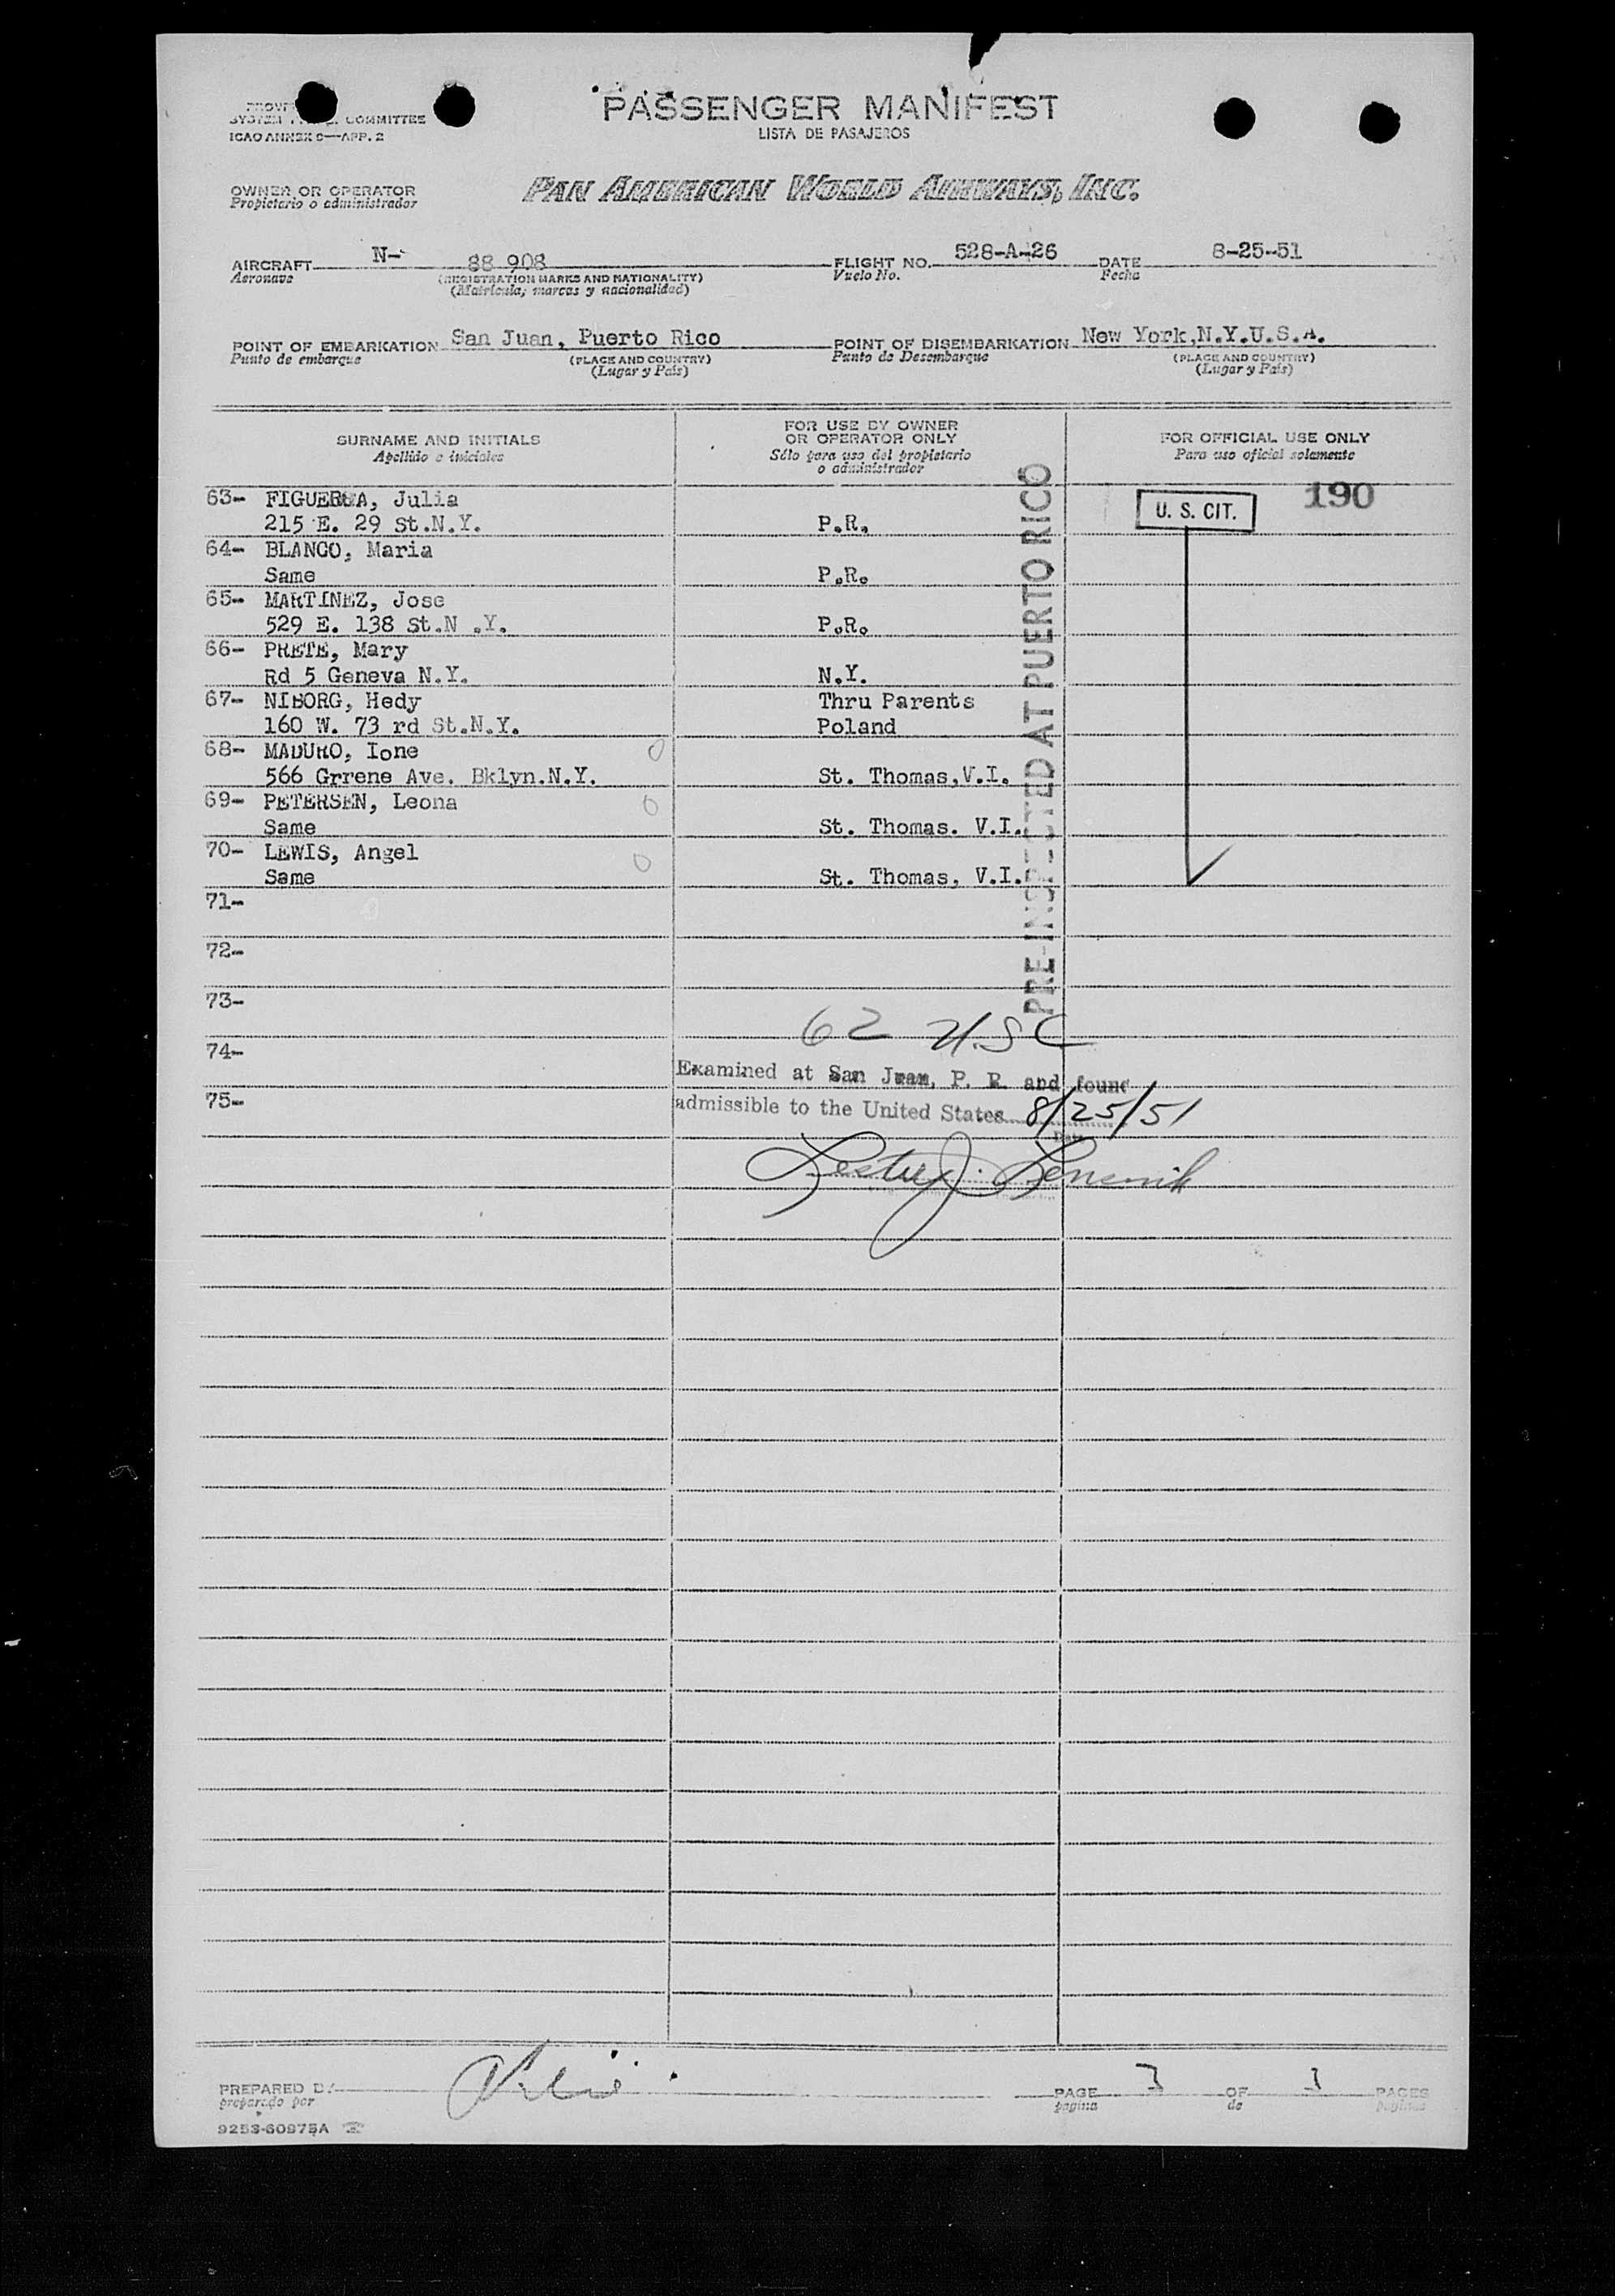 PASSENGER MANIFEST
LISTA DE PASAJEROS
COMMITTEE
ICAO ANNEX 9—APP. 2
OWNER OR OPERATOR
Propietario o administrador
PAN AMERICAN WORLD AIRWAYS, INC.
AIRCRAFT N- 88 908 FLIGHT NO. 528-A-26 DATE 8-25-51
Aeronave (REGISTRATION MARKS AND NATIONALITY) Vuelo No. Fecha
(Matrícula, marcas y nacionalidad)
POINT OF EMBARKATION San Juan, Puerto Rico POINT OF DISEMBARKATION New York,N.Y.U.S.A.
Punto de embarque (PLACE AND COUNTRY) Punto de Desembarque (PLACE AND COUNTRY)
(Lugar y País) (Lugar y País)
SURNAME AND INITIALS
Apellido e iniciales
FOR USE BY OWNER
OR OPERATOR ONLY
Sólo para uso del propietario
o administrador
FOR OFFICIAL USE ONLY
Para uso oficial solamente
63- FIGUEROA, Julia
215 E. 29 St.N.Y. P.R.
U. S. CIT. 190
64- BLANCO, Maria
Same P.R.
65- MARTINEZ, Jose
529 E. 138 St.N .Y. P.R.
66- PRETE, Mary
Rd 5 Geneva N.Y. N.Y.
67- NIBORG, Hedy Thru Parents
160 W. 73 rd St.N.Y. Poland
68- MADURO, Ione
566 Grrene Ave. Bklyn.N.Y. St. Thomas,V.I.
69- PETERSEN, Leona
Same St. Thomas. V.I.
70- LEWIS, Angel
Same St. Thomas, V.I.
PRE-INSPECTED AT PUERTO RICO
71-
72-
73-
62 U.S C
74-
Examined at San Juan, P. R. and found
75-
admissible to the United States 8/25/51
Date
Lester J.
PREPARED BY PAGE 3 OF 3 PAGES
preparado por pagina de paginas
9253-60975A